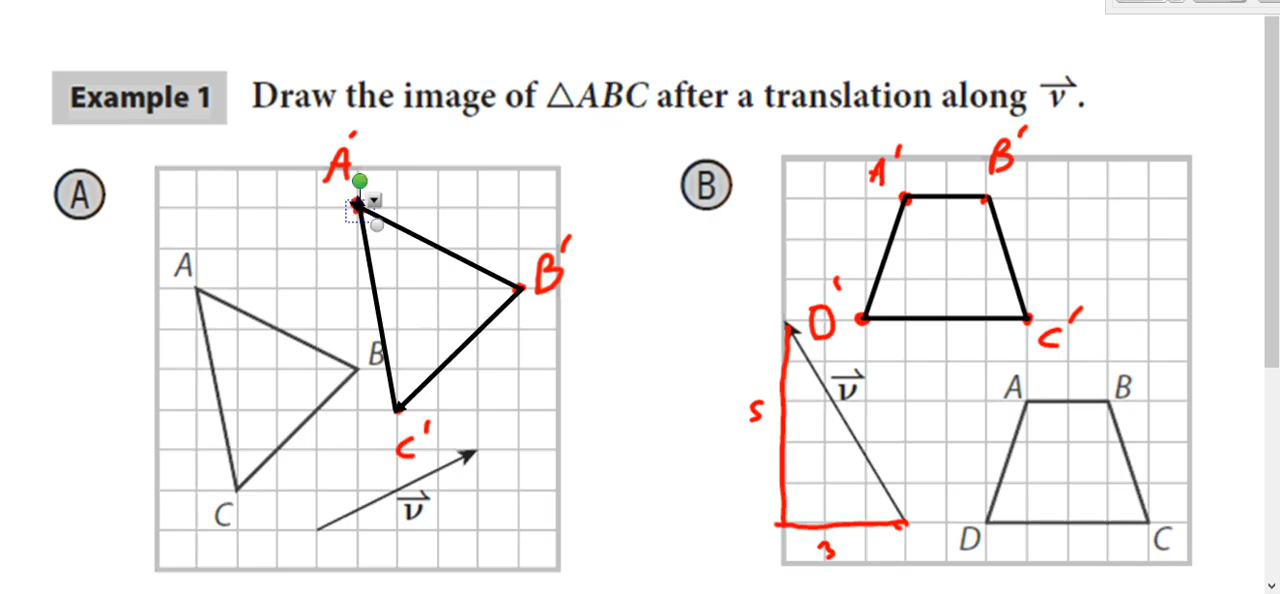 Example 1 Draw the image of △ABC after a translation along v⃗.
A
A′
B′
A
B
C′
C
v⃗
B
A′
B′
D′
C′
v⃗
5
A
B
D
C
3